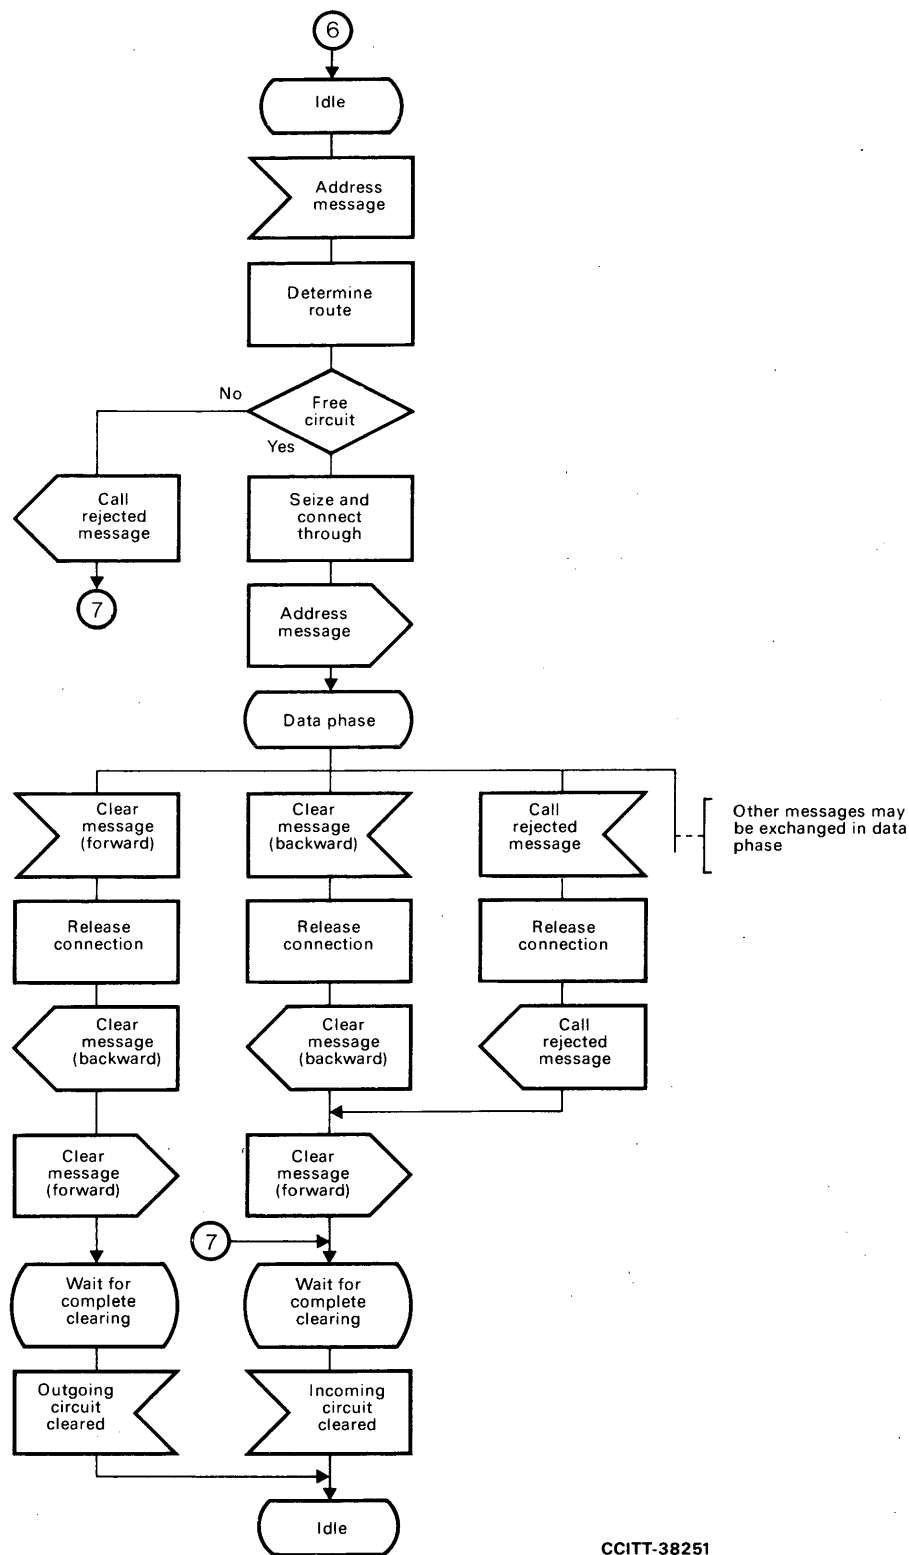 6
Idle
Address
message
Determine
route
No
Free
circuit
Yes
Call
rejected
message
Seize and
connect
through
7
Address
message
Data phase
Clear
message
(forward)
Clear
message
(backward)
Call
rejected
message
Other messages may
be exchanged in data
phase
Release
connection
Release
connection
Release
connection
Clear
message
(backward)
Clear
message
(backward)
Call
rejected
message
Clear
message
(forward)
Clear
message
(forward)
7
Wait for
complete
clearing
Wait for
complete
clearing
Outgoing
circuit
cleared
Incoming
circuit
cleared
Idle
CCITT-38251